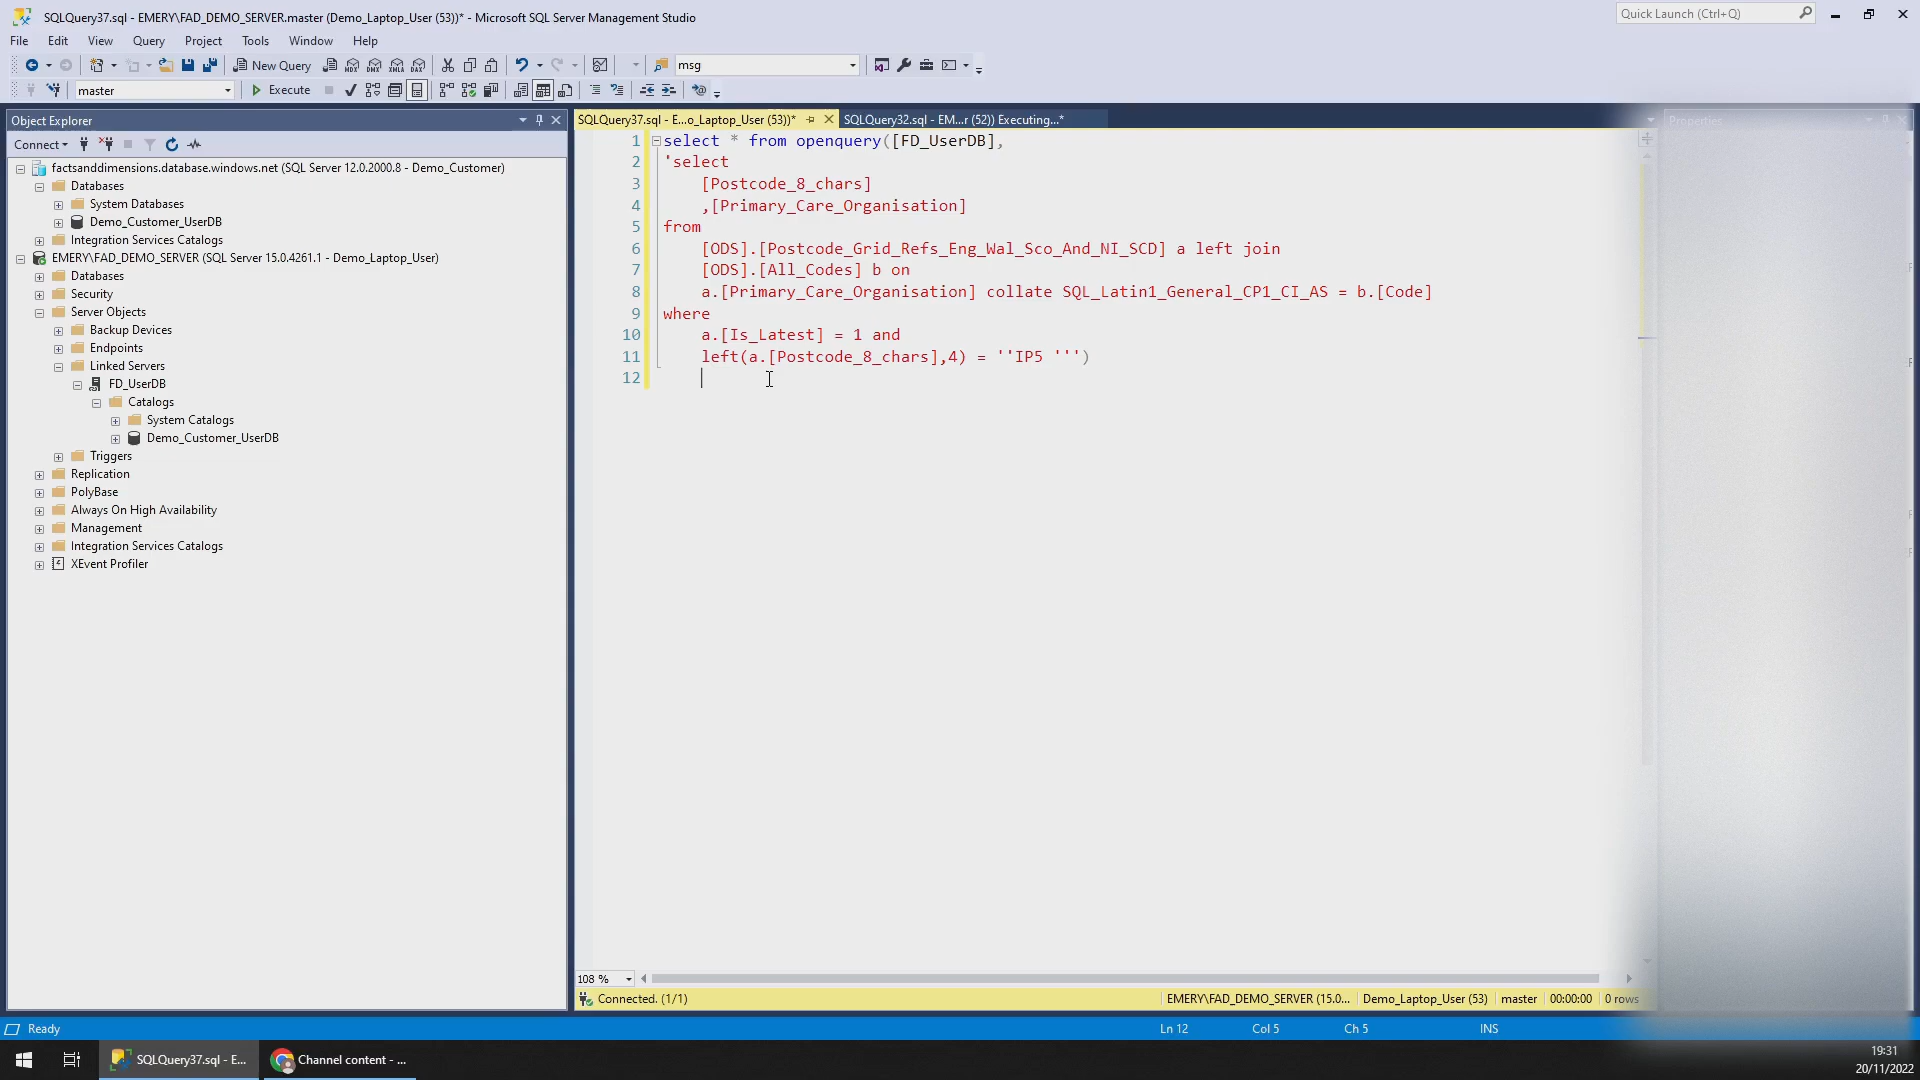 SQLQuery37.sql - EMERY\FAD_DEMO_SERVER.master (Demo_Laptop_User (53))* - Microsoft SQL Server Management Studio
Quick Launch (Ctrl+Q)
File Edit View Query Project Tools Window Help
New Query
msg
master
Execute
Object Explorer
SQLQuery37.sql - E...o_Laptop_User (53))*
SQLQuery32.sql - EM...r (52)) Executing...*
Properties
Connect
factsanddimensions.database.windows.net (SQL Server 12.0.2000.8 - Demo_Customer)
Databases
System Databases
Demo_Customer_UserDB
Integration Services Catalogs
EMERY\FAD_DEMO_SERVER (SQL Server 15.0.4261.1 - Demo_Laptop_User)
Databases
Security
Server Objects
Backup Devices
Endpoints
Linked Servers
FD_UserDB
Catalogs
System Catalogs
Demo_Customer_UserDB
Triggers
Replication
PolyBase
Always On High Availability
Management
Integration Services Catalogs
XEvent Profiler
1 select * from openquery([FD_UserDB],
2 'select
3 [Postcode_8_chars]
4 ,[Primary_Care_Organisation]
5 from
6 [ODS].[Postcode_Grid_Refs_Eng_Wal_Sco_And_NI_SCD] a left join
7 [ODS].[All_Codes] b on
8 a.[Primary_Care_Organisation] collate SQL_Latin1_General_CP1_CI_AS = b.[Code]
9 where
10 a.[Is_Latest] = 1 and
11 left(a.[Postcode_8_chars],4) = ''IP5 ''')
12
108 %
Connected. (1/1)
EMERY\FAD_DEMO_SERVER (15.0... Demo_Laptop_User (53) master 00:00:00 0 rows
Ready
Ln 12 Col 5 Ch 5 INS
SQLQuery37.sql - E...
Channel content - ...
19:31
20/11/2022